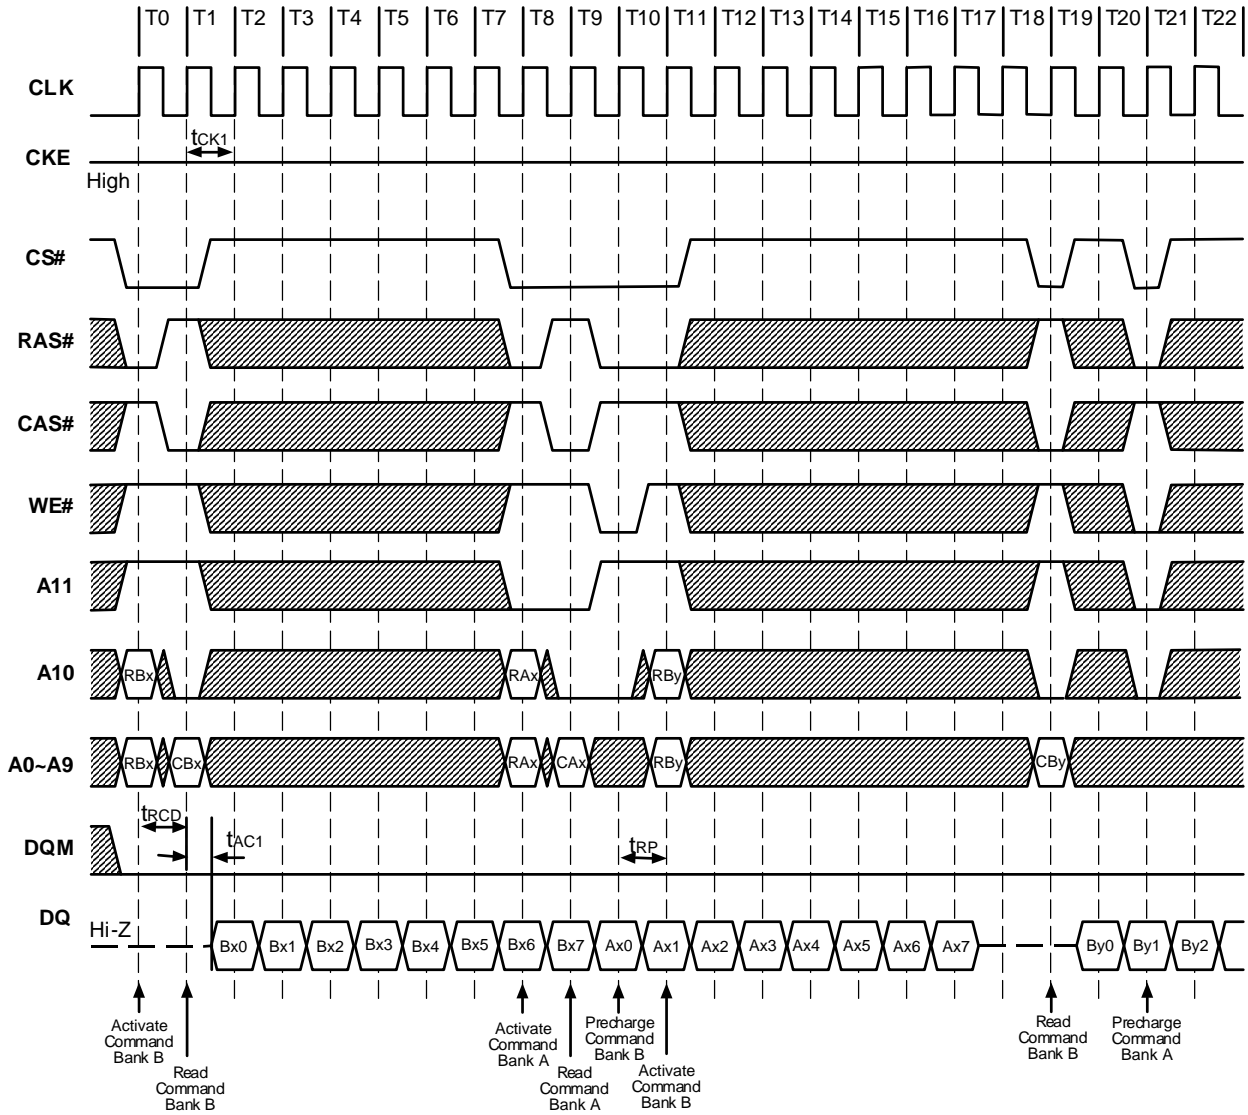 T0 T1 T2 T3 T4 T5 T6 T7 T8 T9 T10 T11 T12 T13 T14 T15 T16 T17 T18 T19 T20 T21 T22
CLK
tCK1
CKE
High
CS#
RAS#
CAS#
WE#
A11
A10
RBx RAx RBy
A0~A9
RBx CBx RAx CAx RBy CBy
tRCD
tAC1
tRP
DQM
DQ
Hi-Z
Bx0 Bx1 Bx2 Bx3 Bx4 Bx5 Bx6 Bx7 Ax0 Ax1 Ax2 Ax3 Ax4 Ax5 Ax6 Ax7 By0 By1 By2
Activate
Command
Bank B
Read
Command
Bank B
Activate
Command
Bank A
Read
Command
Bank A
Precharge
Command
Bank B
Activate
Command
Bank B
Read
Command
Bank B
Precharge
Command
Bank A